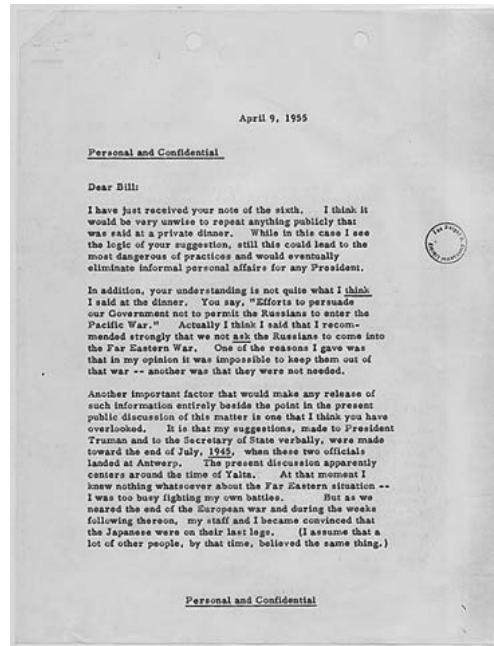 April 9, 1955
Personal and Confidential
Dear Bill:
I have just received your note of the sixth. I think it
would be very unwise to repeat anything publicly that
was said at a private dinner. While in this case I see
the logic of your suggestion, still this could lead to the
most dangerous of practices and would eventually
eliminate informal personal affairs for any President.
In addition, your understanding is not quite what I think
I said at the dinner. You say, "Efforts to persuade
our Government not to permit the Russians to enter the
Pacific War." Actually I think I said that I recom-
mended strongly that we not ask the Russians to come into
the Far Eastern War. One of the reasons I gave was
that in my opinion it was impossible to keep them out of
that war -- another was that they were not needed.
Another important factor that would make any release of
such information entirely beside the point in the present
public discussion of this matter is one that I think you have
overlooked. It is that my suggestions, made to President
Truman and to the Secretary of State verbally, were made
toward the end of July, 1945, when these two officials
landed at Antwerp. The present discussion apparently
centers around the time of Yalta. At that moment I
knew nothing whatsoever about the Far Eastern situation --
I was too busy fighting my own battles. But as we
neared the end of the European war and during the weeks
following thereon, my staff and I became convinced that
the Japanese were on their last legs. (I assume that a
lot of other people, by that time, believed the same thing.)
Personal and Confidential